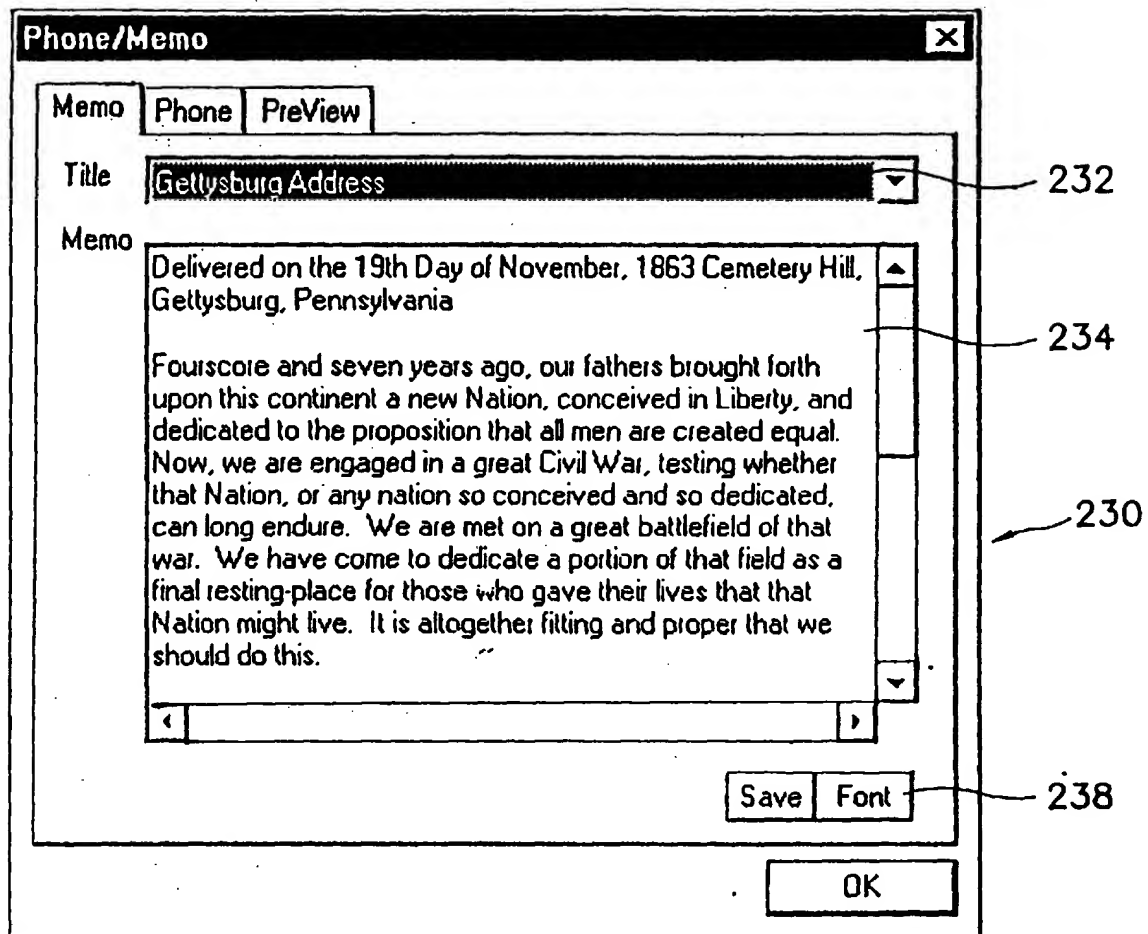 Phone/Memo
Memo Phone PreView
Title Gettysburg Address 232
Memo
Delivered on the 19th Day of November, 1863 Cemetery Hill,
Gettysburg, Pennsylvania
234
Fourscore and seven years ago, our fathers brought forth
upon this continent a new Nation, conceived in Liberty, and
dedicated to the proposition that all men are created equal.
Now, we are engaged in a great Civil War, testing whether
that Nation, or any nation so conceived and so dedicated,
can long endure. We are met on a great battlefield of that
230
war. We have come to dedicate a portion of that field as a
final resting-place for those who gave their lives that that
Nation might live. It is altogether fitting and proper that we
should do this.
Save Font 238
OK